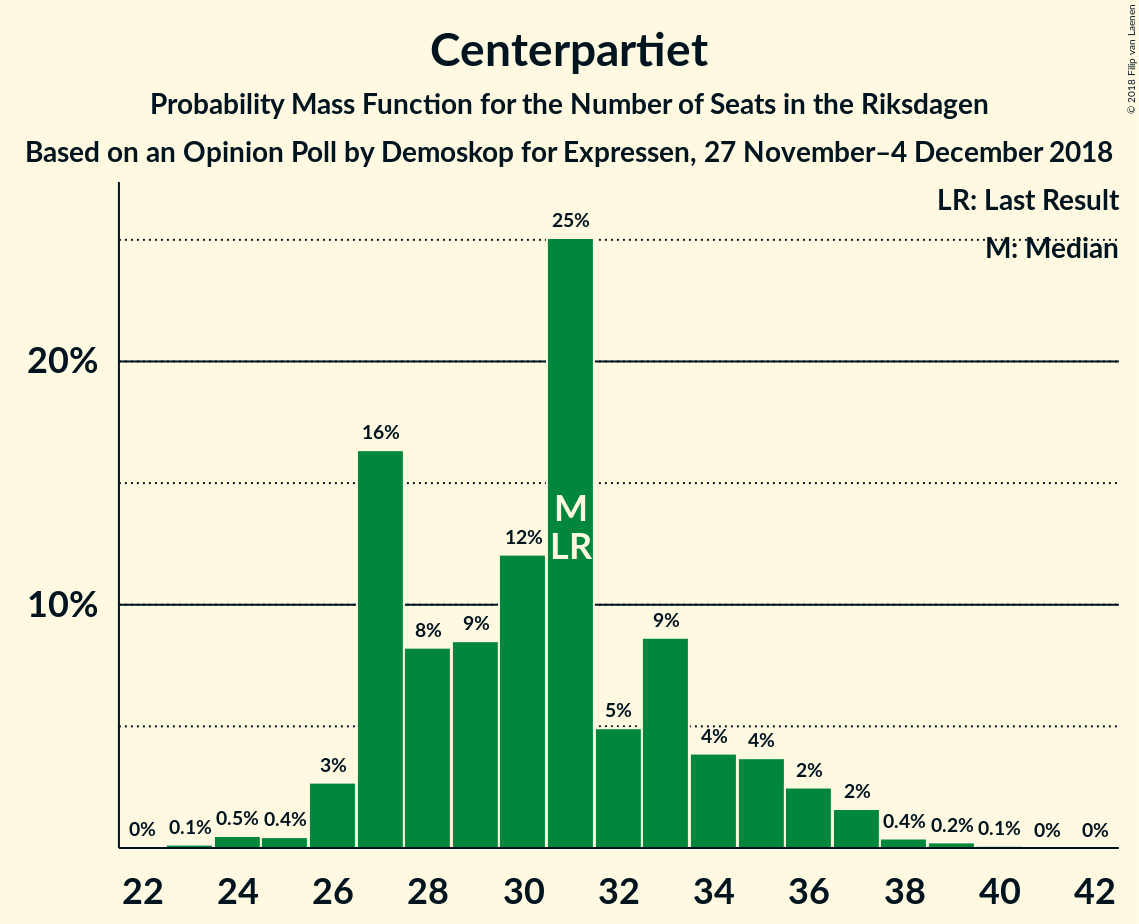 Centerpartiet
Probability Mass Function for the Number of Seats in the Riksdagen
Based on an Opinion Poll by Demoskop for Expressen, 27 November–4 December 2018
© 2018 Filip van Laenen
LR: Last Result
M: Median
20%
10%
0%
0.1%
0.5%
0.4%
3%
16%
8%
9%
12%
25%
M
LR
5%
9%
4%
4%
2%
2%
0.4%
0.2%
0.1%
0%
0%
22 24 26 28 30 32 34 36 38 40 42